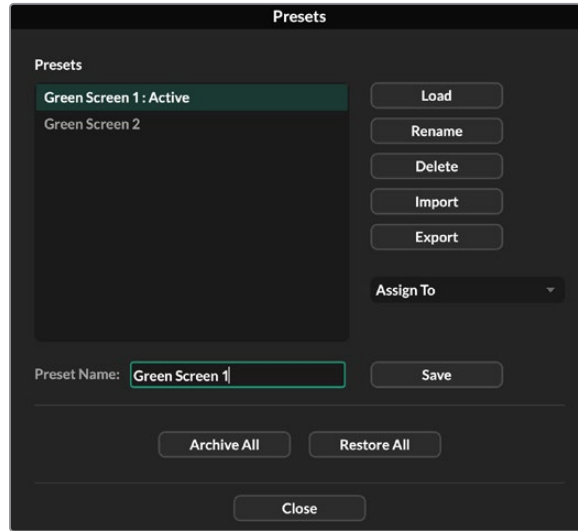 Presets
Presets
Green Screen 1 : Active
Green Screen 2
Load
Rename
Delete
Import
Export
Assign To
Preset Name: Green Screen 1
Save
Archive All
Restore All
Close